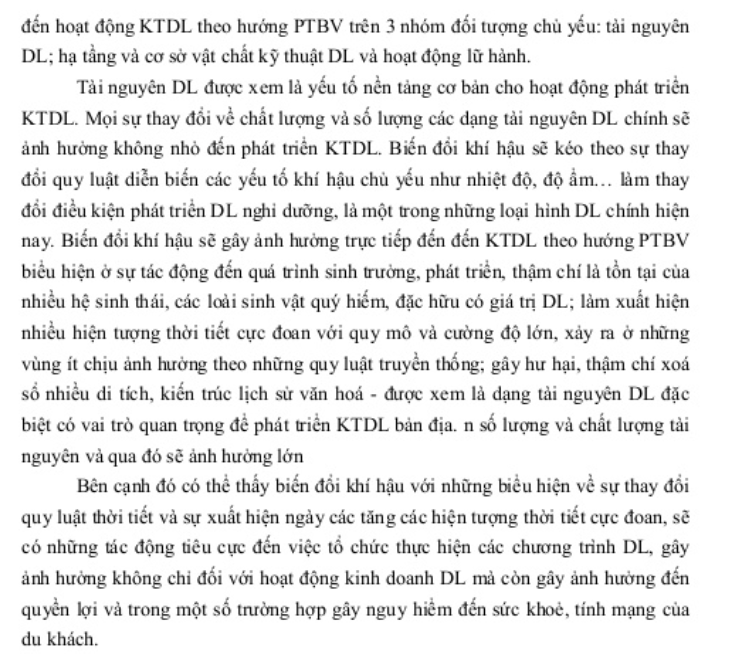 đến hoạt động KTDL theo hướng PTBV trên 3 nhóm đối tượng chủ yếu: tài nguyên
DL; hạ tầng và cơ sở vật chất kỹ thuật DL và hoạt động lữ hành.
Tài nguyên DL được xem là yếu tố nền tảng cơ bản cho hoạt động phát triển
KTDL. Mọi sự thay đổi về chất lượng và số lượng các dạng tài nguyên DL chính sẽ
ảnh hưởng không nhỏ đến phát triển KTDL. Biến đổi khí hậu sẽ kéo theo sự thay
đổi quy luật diễn biến các yếu tố khí hậu chủ yếu như nhiệt độ, độ ẩm... làm thay
đổi điều kiện phát triển DL nghỉ dưỡng, là một trong những loại hình DL chính hiện
nay. Biến đổi khí hậu sẽ gây ảnh hưởng trực tiếp đến đến KTDL theo hướng PTBV
biểu hiện ở sự tác động đến quá trình sinh trưởng, phát triển, thậm chí là tồn tại của
nhiều hệ sinh thái, các loài sinh vật quý hiếm, đặc hữu có giá trị DL; làm xuất hiện
nhiều hiện tượng thời tiết cực đoan với quy mô và cường độ lớn, xảy ra ở những
vùng ít chịu ảnh hưởng theo những quy luật truyền thống; gây hư hại, thậm chí xoá
sổ nhiều di tích, kiến trúc lịch sử văn hoá - được xem là dạng tài nguyên DL đặc
biệt có vai trò quan trọng để phát triển KTDL bản địa. n số lượng và chất lượng tài
nguyên và qua đó sẽ ảnh hưởng lớn
Bên cạnh đó có thể thấy biến đổi khí hậu với những biểu hiện về sự thay đổi
quy luật thời tiết và sự xuất hiện ngày các tăng các hiện tượng thời tiết cực đoan, sẽ
có những tác động tiêu cực đến việc tổ chức thực hiện các chương trình DL, gây
ảnh hưởng không chỉ đối với hoạt động kinh doanh DL mà còn gây ảnh hưởng đến
quyền lợi và trong một số trường hợp gây nguy hiểm đến sức khoẻ, tính mạng của
du khách.